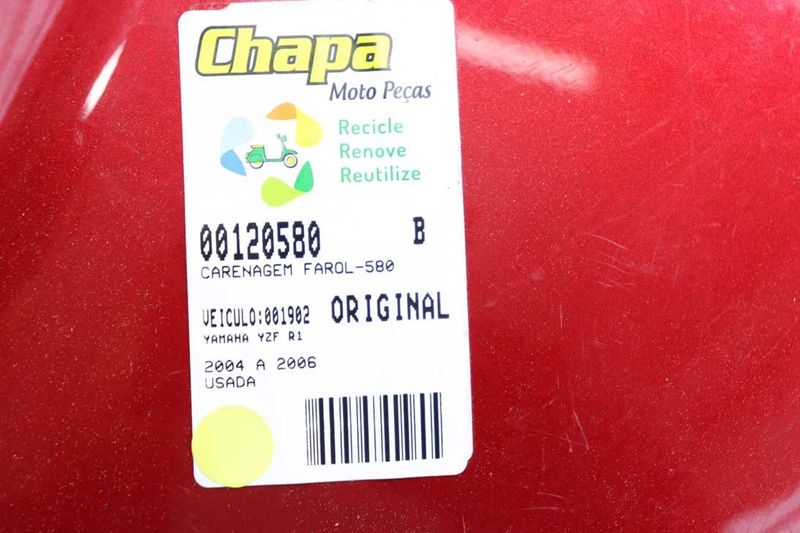 Chapa
Moto Peças
Recicle
Renove
Reutilize
00120580 B
CARENAGEM FAROL-580
VEICULO:001902 ORIGINAL
YAMAHA YZF R1
2004 A 2006
USADA